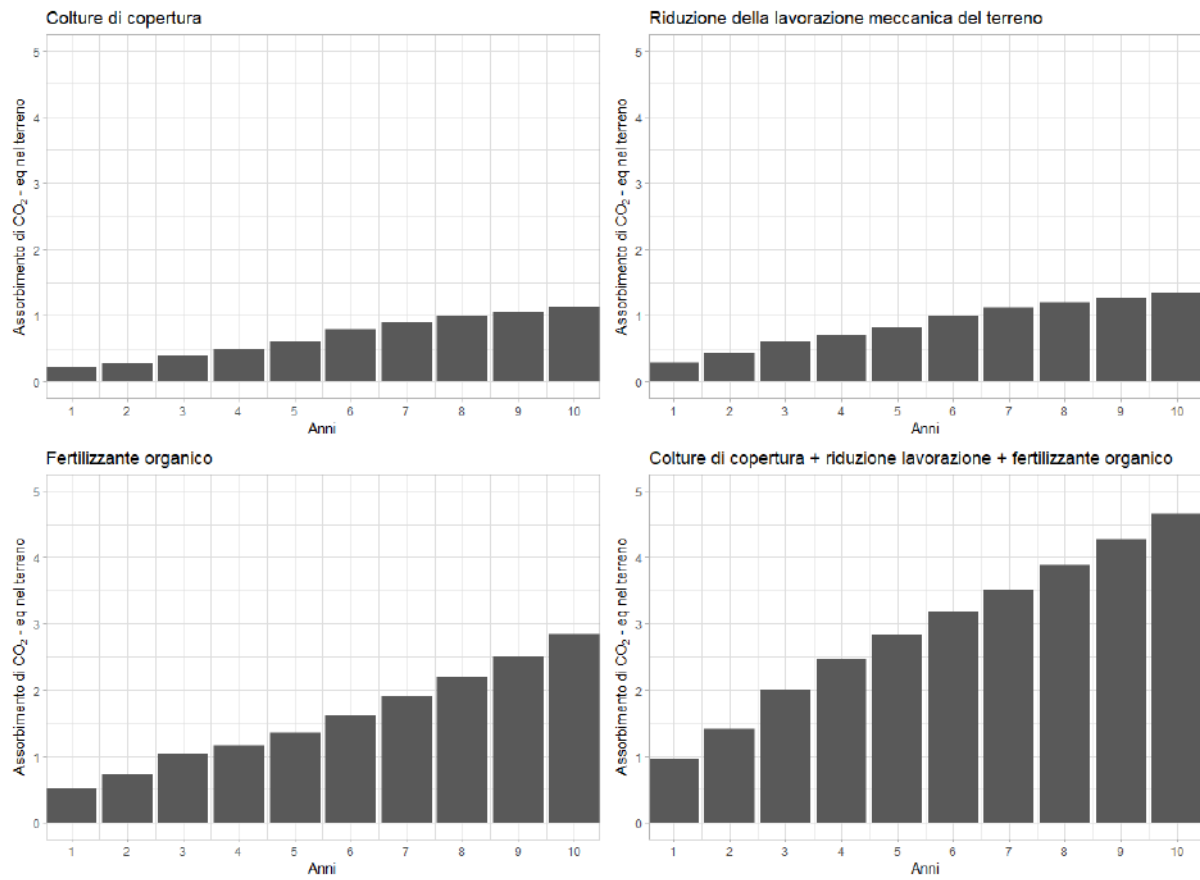 Colture di copertura
Assorbimento di CO₂ - eq nel terreno
5
4
3
2
1
0
1 2 3 4 5 6 7 8 9 10
Anni
Riduzione della lavorazione meccanica del terreno
Assorbimento di CO₂ - eq nel terreno
5
4
3
2
1
0
1 2 3 4 5 6 7 8 9 10
Anni
Fertilizzante organico
Assorbimento di CO₂ - eq nel terreno
5
4
3
2
1
0
1 2 3 4 5 6 7 8 9 10
Anni
Colture di copertura + riduzione lavorazione + fertilizzante organico
Assorbimento di CO₂ - eq nel terreno
5
4
3
2
1
0
1 2 3 4 5 6 7 8 9 10
Anni